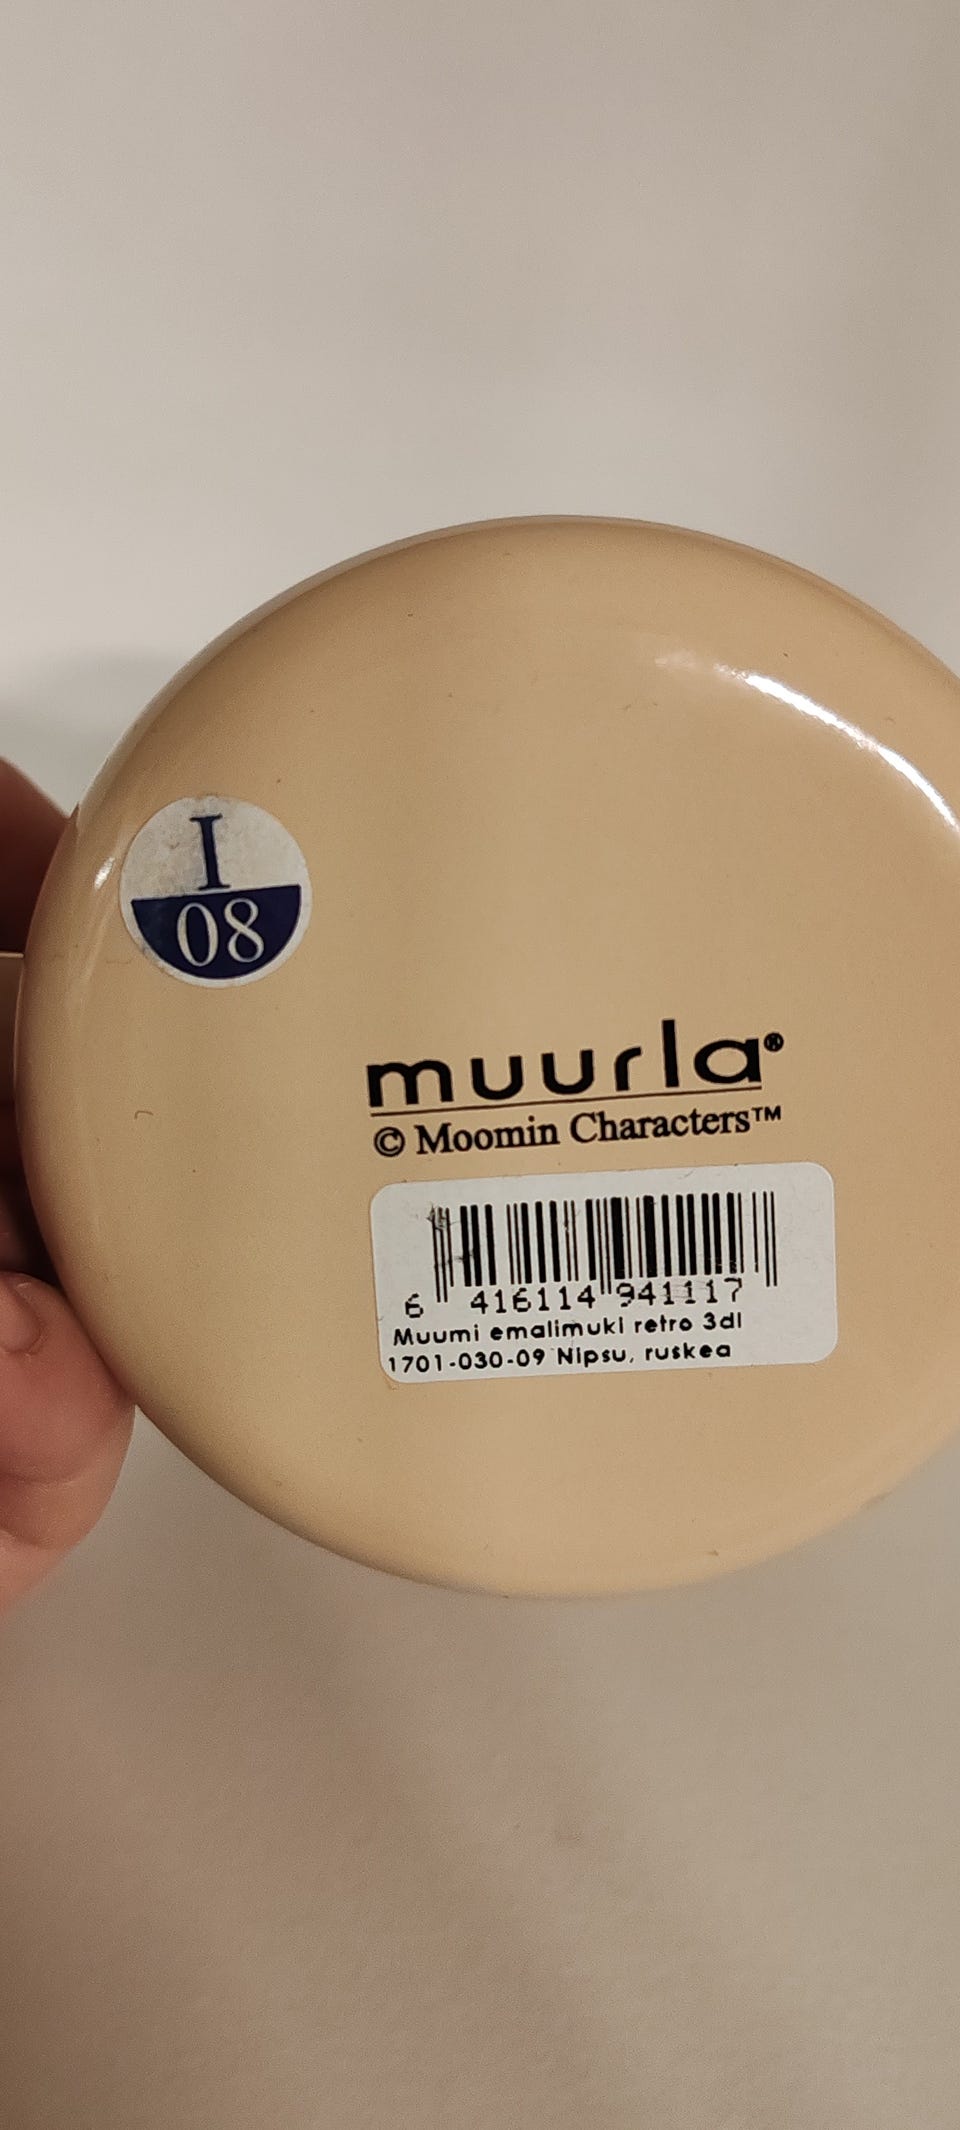 I
08
muurla®
© Moomin Characters™
6 416114 941117
Muumi emalimuki retro 3dl
1701-030-09 Nipsu, ruskea